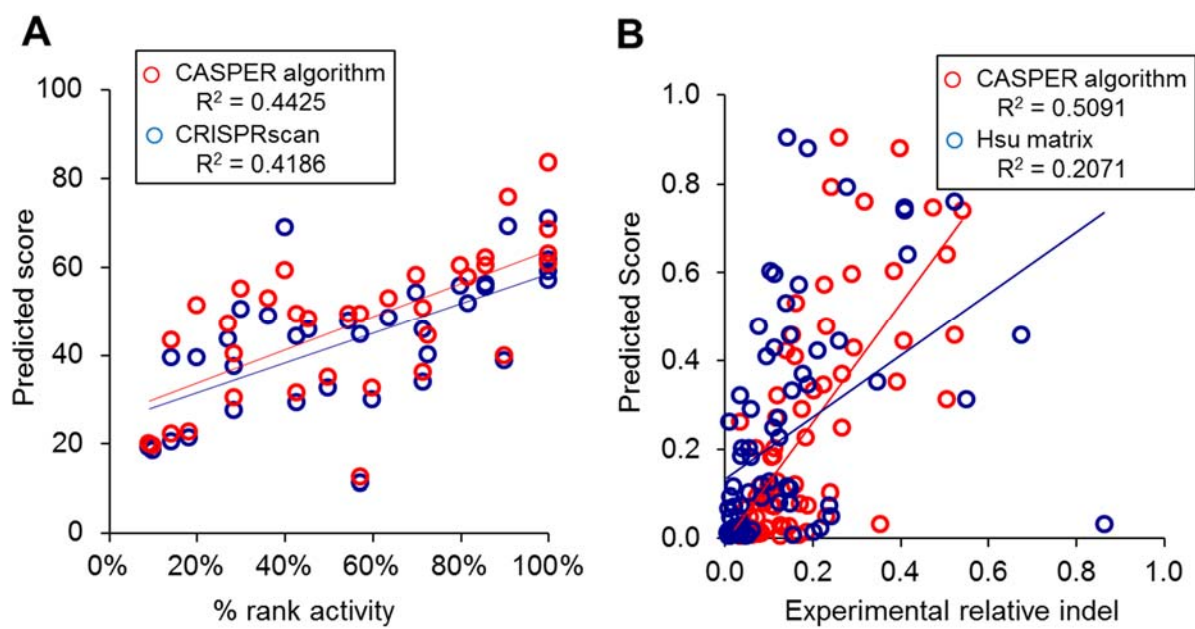 A
CASPER algorithm
R² = 0.4425
CRISPRscan
R² = 0.4186
Predicted score
100
80
60
40
20
0
0% 20% 40% 60% 80% 100%
% rank activity
B
CASPER algorithm
R² = 0.5091
Hsu matrix
R² = 0.2071
Predicted Score
1.0
0.8
0.6
0.4
0.2
0.0
0.0 0.2 0.4 0.6 0.8 1.0
Experimental relative indel